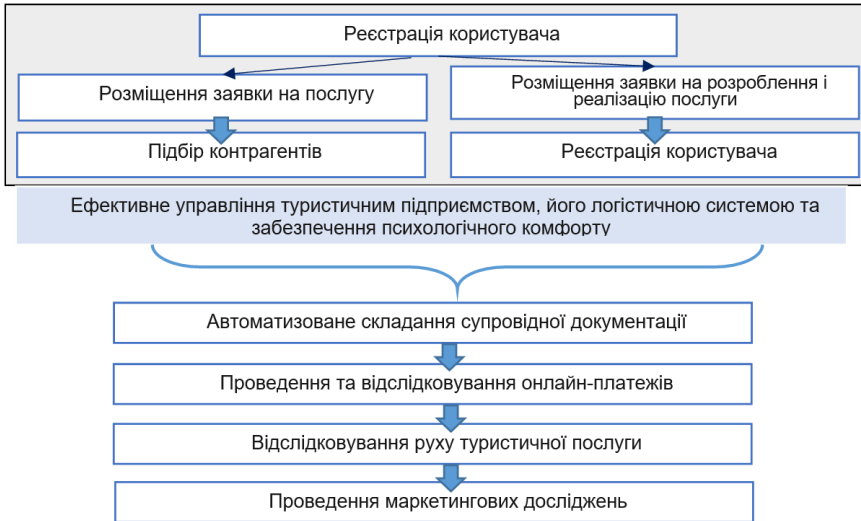 Реєстрація користувача
Розміщення заявки на послугу
Розміщення заявки на розроблення і
реалізацію послуги
Підбір контрагентів
Реєстрація користувача
Ефективне управління туристичним підприємством, його логістичною системою та
забезпечення психологічного комфорту
Автоматизоване складання супровідної документації
Проведення та відслідковування онлайн-платежів
Відслідковування руху туристичної послуги
Проведення маркетингових досліджень